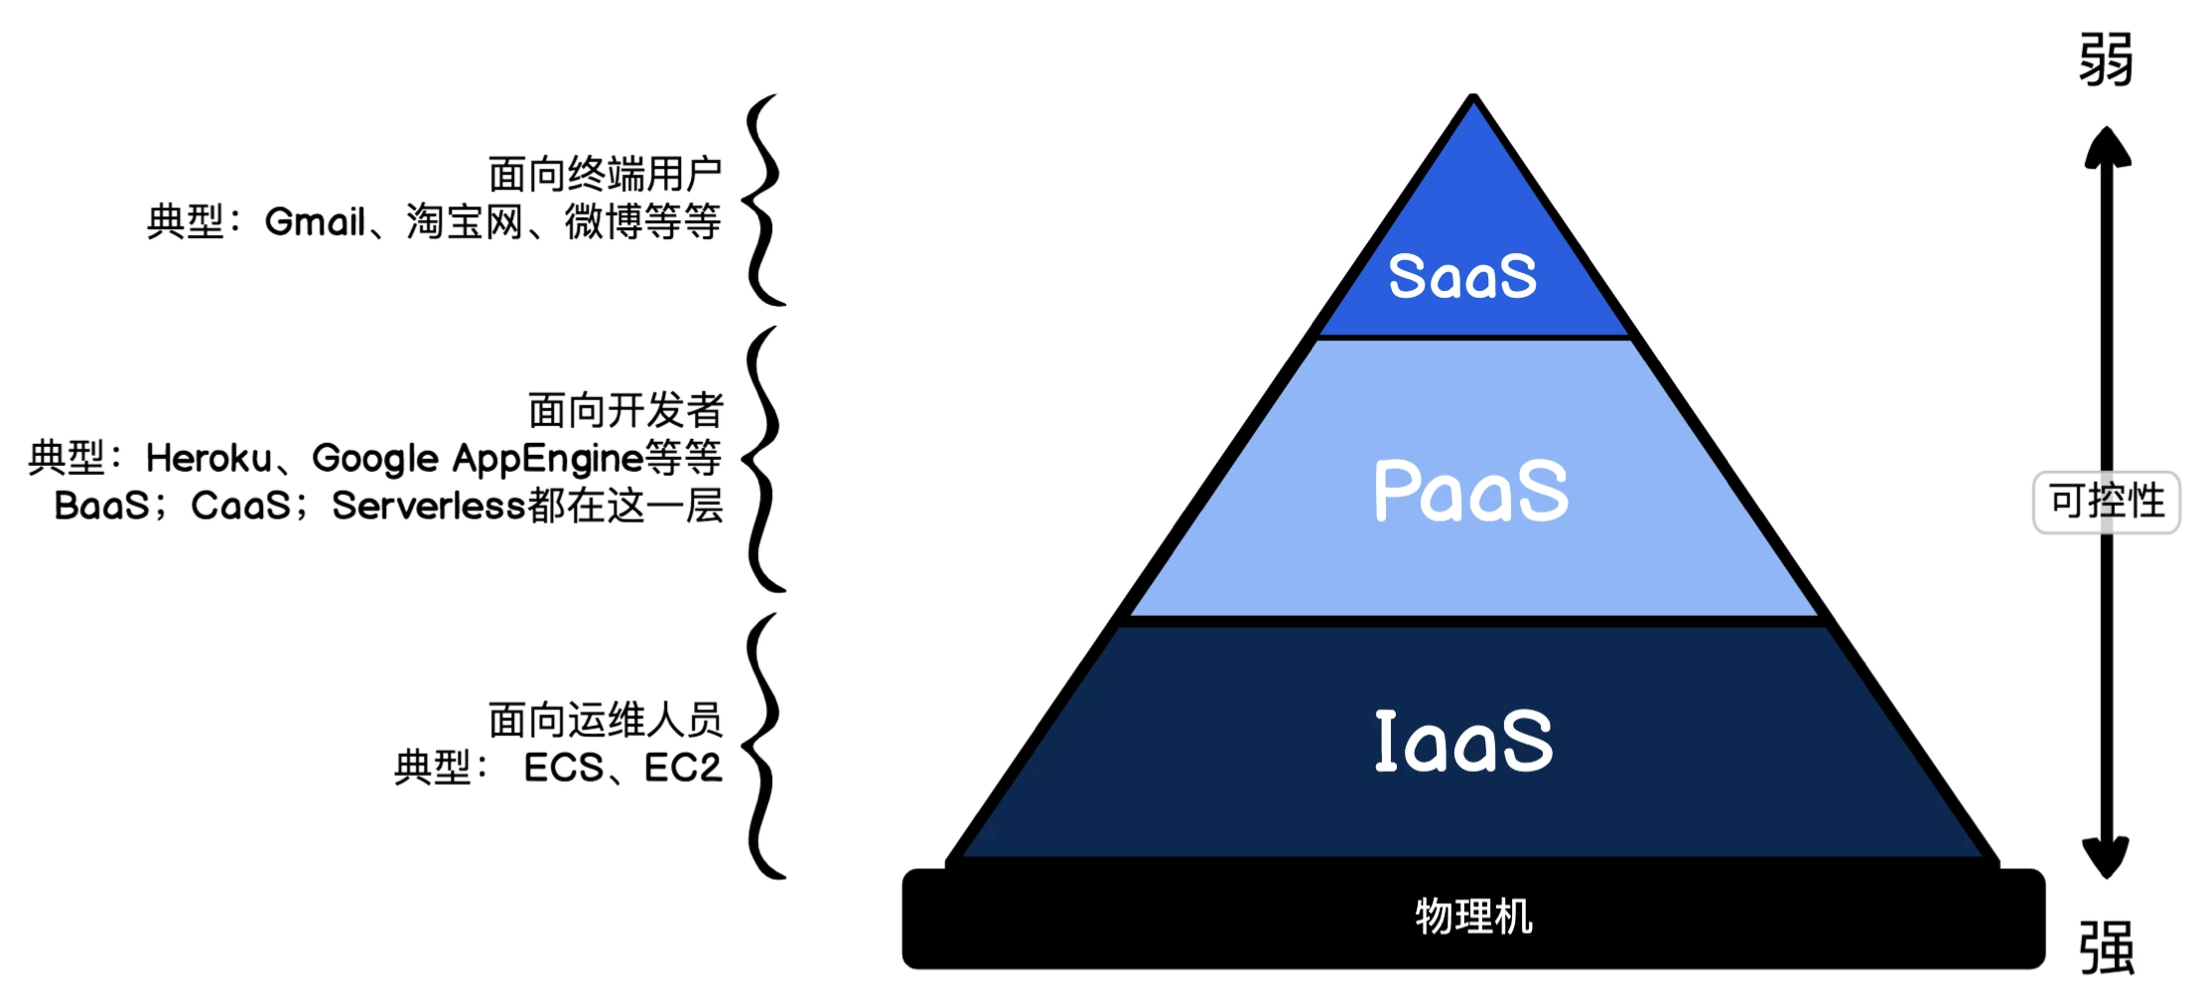 弱
面向终端用户
典型：Gmail、淘宝网、微博等等
SaaS
面向开发者
典型：Heroku、Google AppEngine等等
BaaS；CaaS；Serverless都在这一层
PaaS
可控性
面向运维人员
典型： ECS、EC2
IaaS
物理机
强